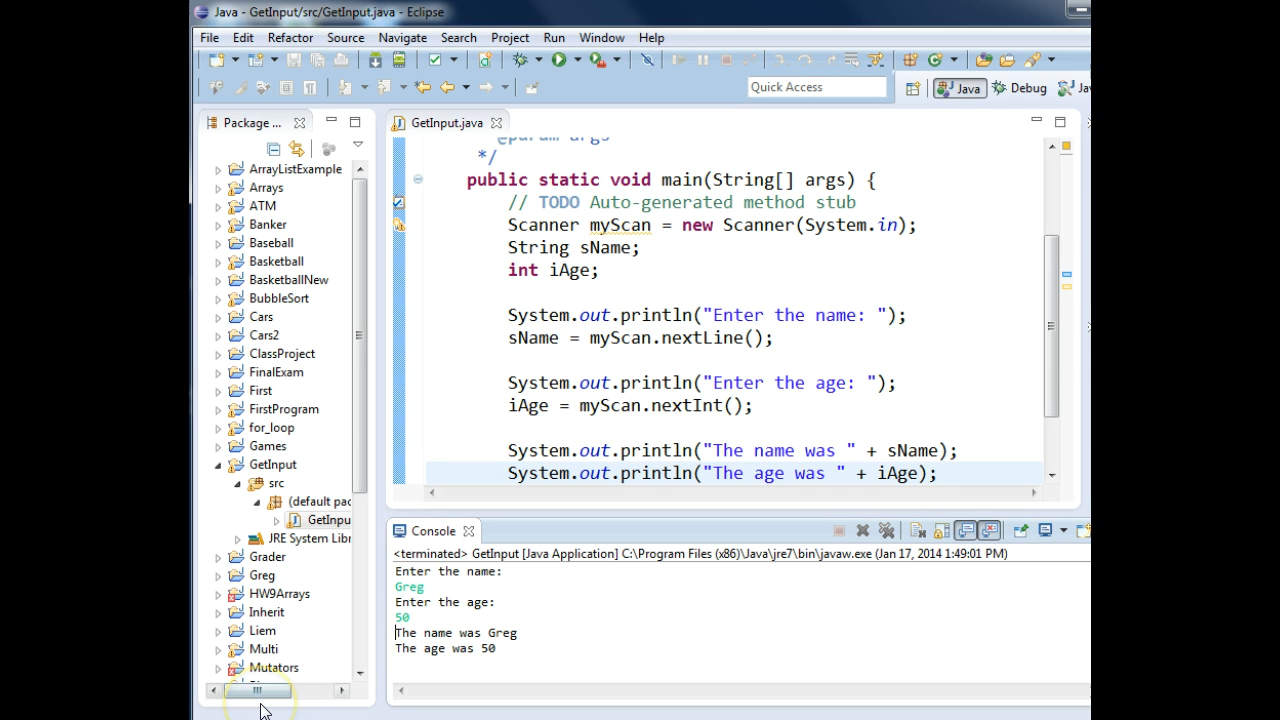 Java - GetInput/src/GetInput.java - Eclipse
File Edit Refactor Source Navigate Search Project Run Window Help
Quick Access
Java Debug
Package ...
GetInput.java
ArrayListExample
Arrays
ATM
Banker
Baseball
Basketball
BasketballNew
BubbleSort
Cars
Cars2
ClassProject
FinalExam
First
FirstProgram
for_loop
Games
GetInput
src
(default pac
GetInpu
JRE System Libr
Grader
Greg
HW9Arrays
Inherit
Liem
Multi
Mutators
@param args
*/
public static void main(String[] args) {
// TODO Auto-generated method stub
Scanner myScan = new Scanner(System.in);
String sName;
int iAge;
System.out.println("Enter the name: ");
sName = myScan.nextLine();
System.out.println("Enter the age: ");
iAge = myScan.nextInt();
System.out.println("The name was " + sName);
System.out.println("The age was " + iAge);
Console
<terminated> GetInput [Java Application] C:\Program Files (x86)\Java\jre7\bin\javaw.exe (Jan 17, 2014 1:49:01 PM)
Enter the name:
Greg
Enter the age:
50
The name was Greg
The age was 50